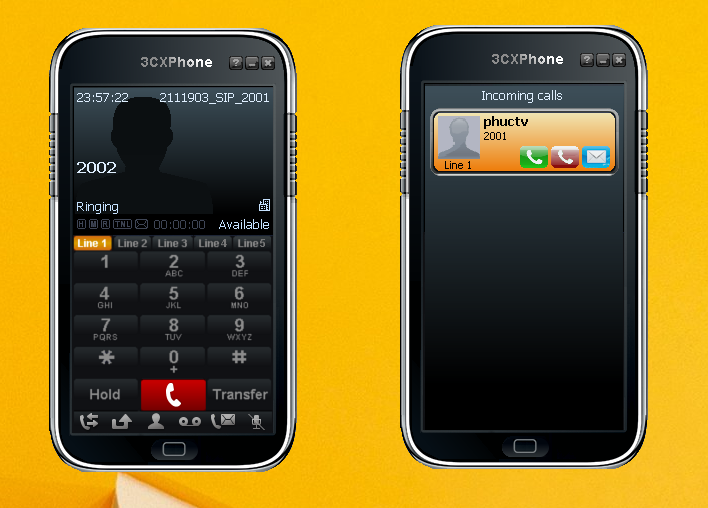 3CXPhone
23:57:22 2111903_SIP_2001
2002
Ringing
H M R TNL 00:00:00 Available
Line 1 Line 2 Line 3 Line 4 Line 5
1 2 3
ABC DEF
4 5 6
GHI JKL MNO
7 8 9
PQRS TUV WXYZ
* 0 #
+
Hold Transfer
3CXPhone
Incoming calls
phuctv
2001
Line 1